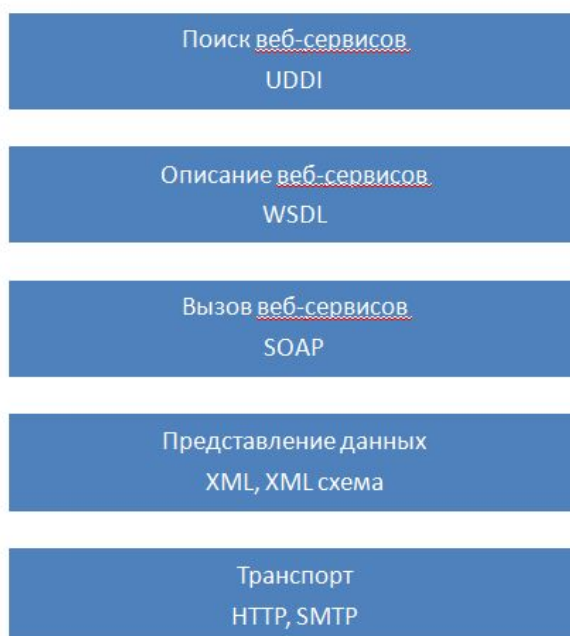 Поиск веб-сервисов
UDDI
Описание веб-сервисов
WSDL
Вызов веб-сервисов
SOAP
Представление данных
XML, XML схема
Транспорт
HTTP, SMTP